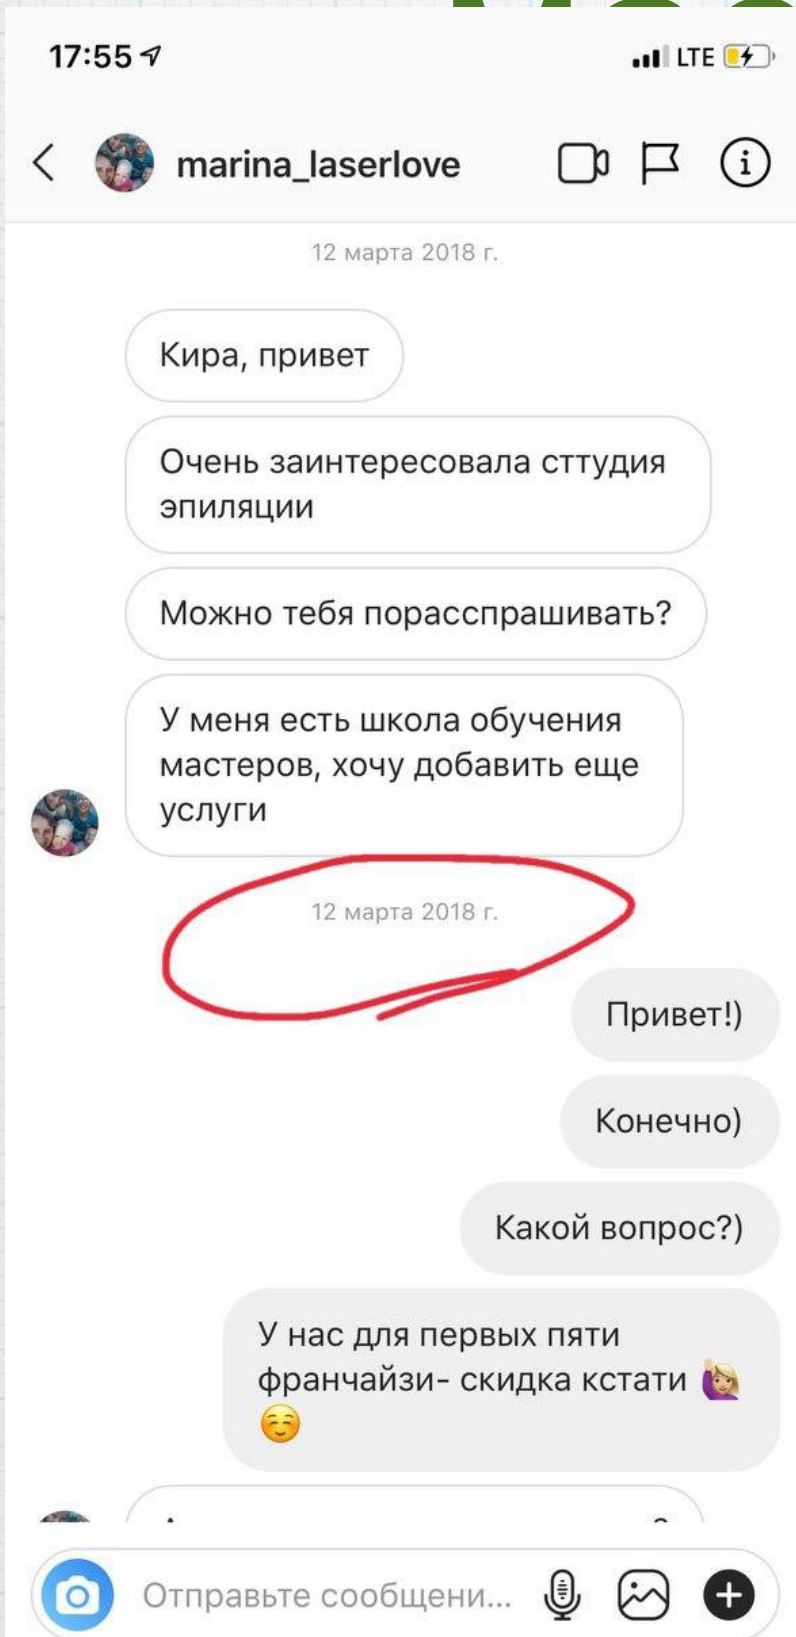 17:55
LTE
marina_laserlove
12 марта 2018 г.
Кира, привет
Очень заинтересовала сттудия
эпиляции
Можно тебя порасспрашивать?
У меня есть школа обучения
мастеров, хочу добавить еще
услуги
12 марта 2018 г.
Привет!)
Конечно)
Какой вопрос?)
У нас для первых пяти
франчайзи- скидка кстати 🙋🏼‍♀️
☺️
Отправьте сообщени...